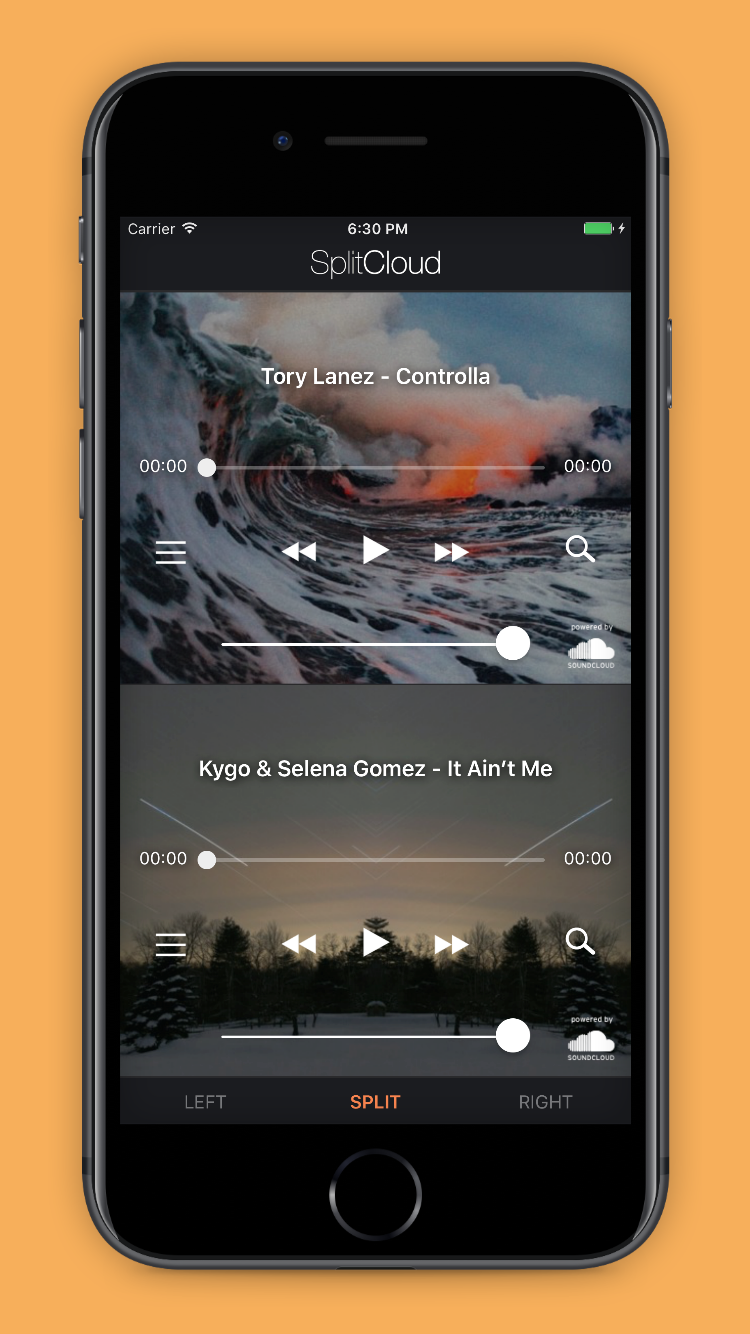 Carrier 6:30 PM
SplitCloud
Tory Lanez - Controlla
00:00 00:00
powered by
SOUNDCLOUD
Kygo & Selena Gomez - It Ain’t Me
00:00 00:00
powered by
SOUNDCLOUD
LEFT SPLIT RIGHT